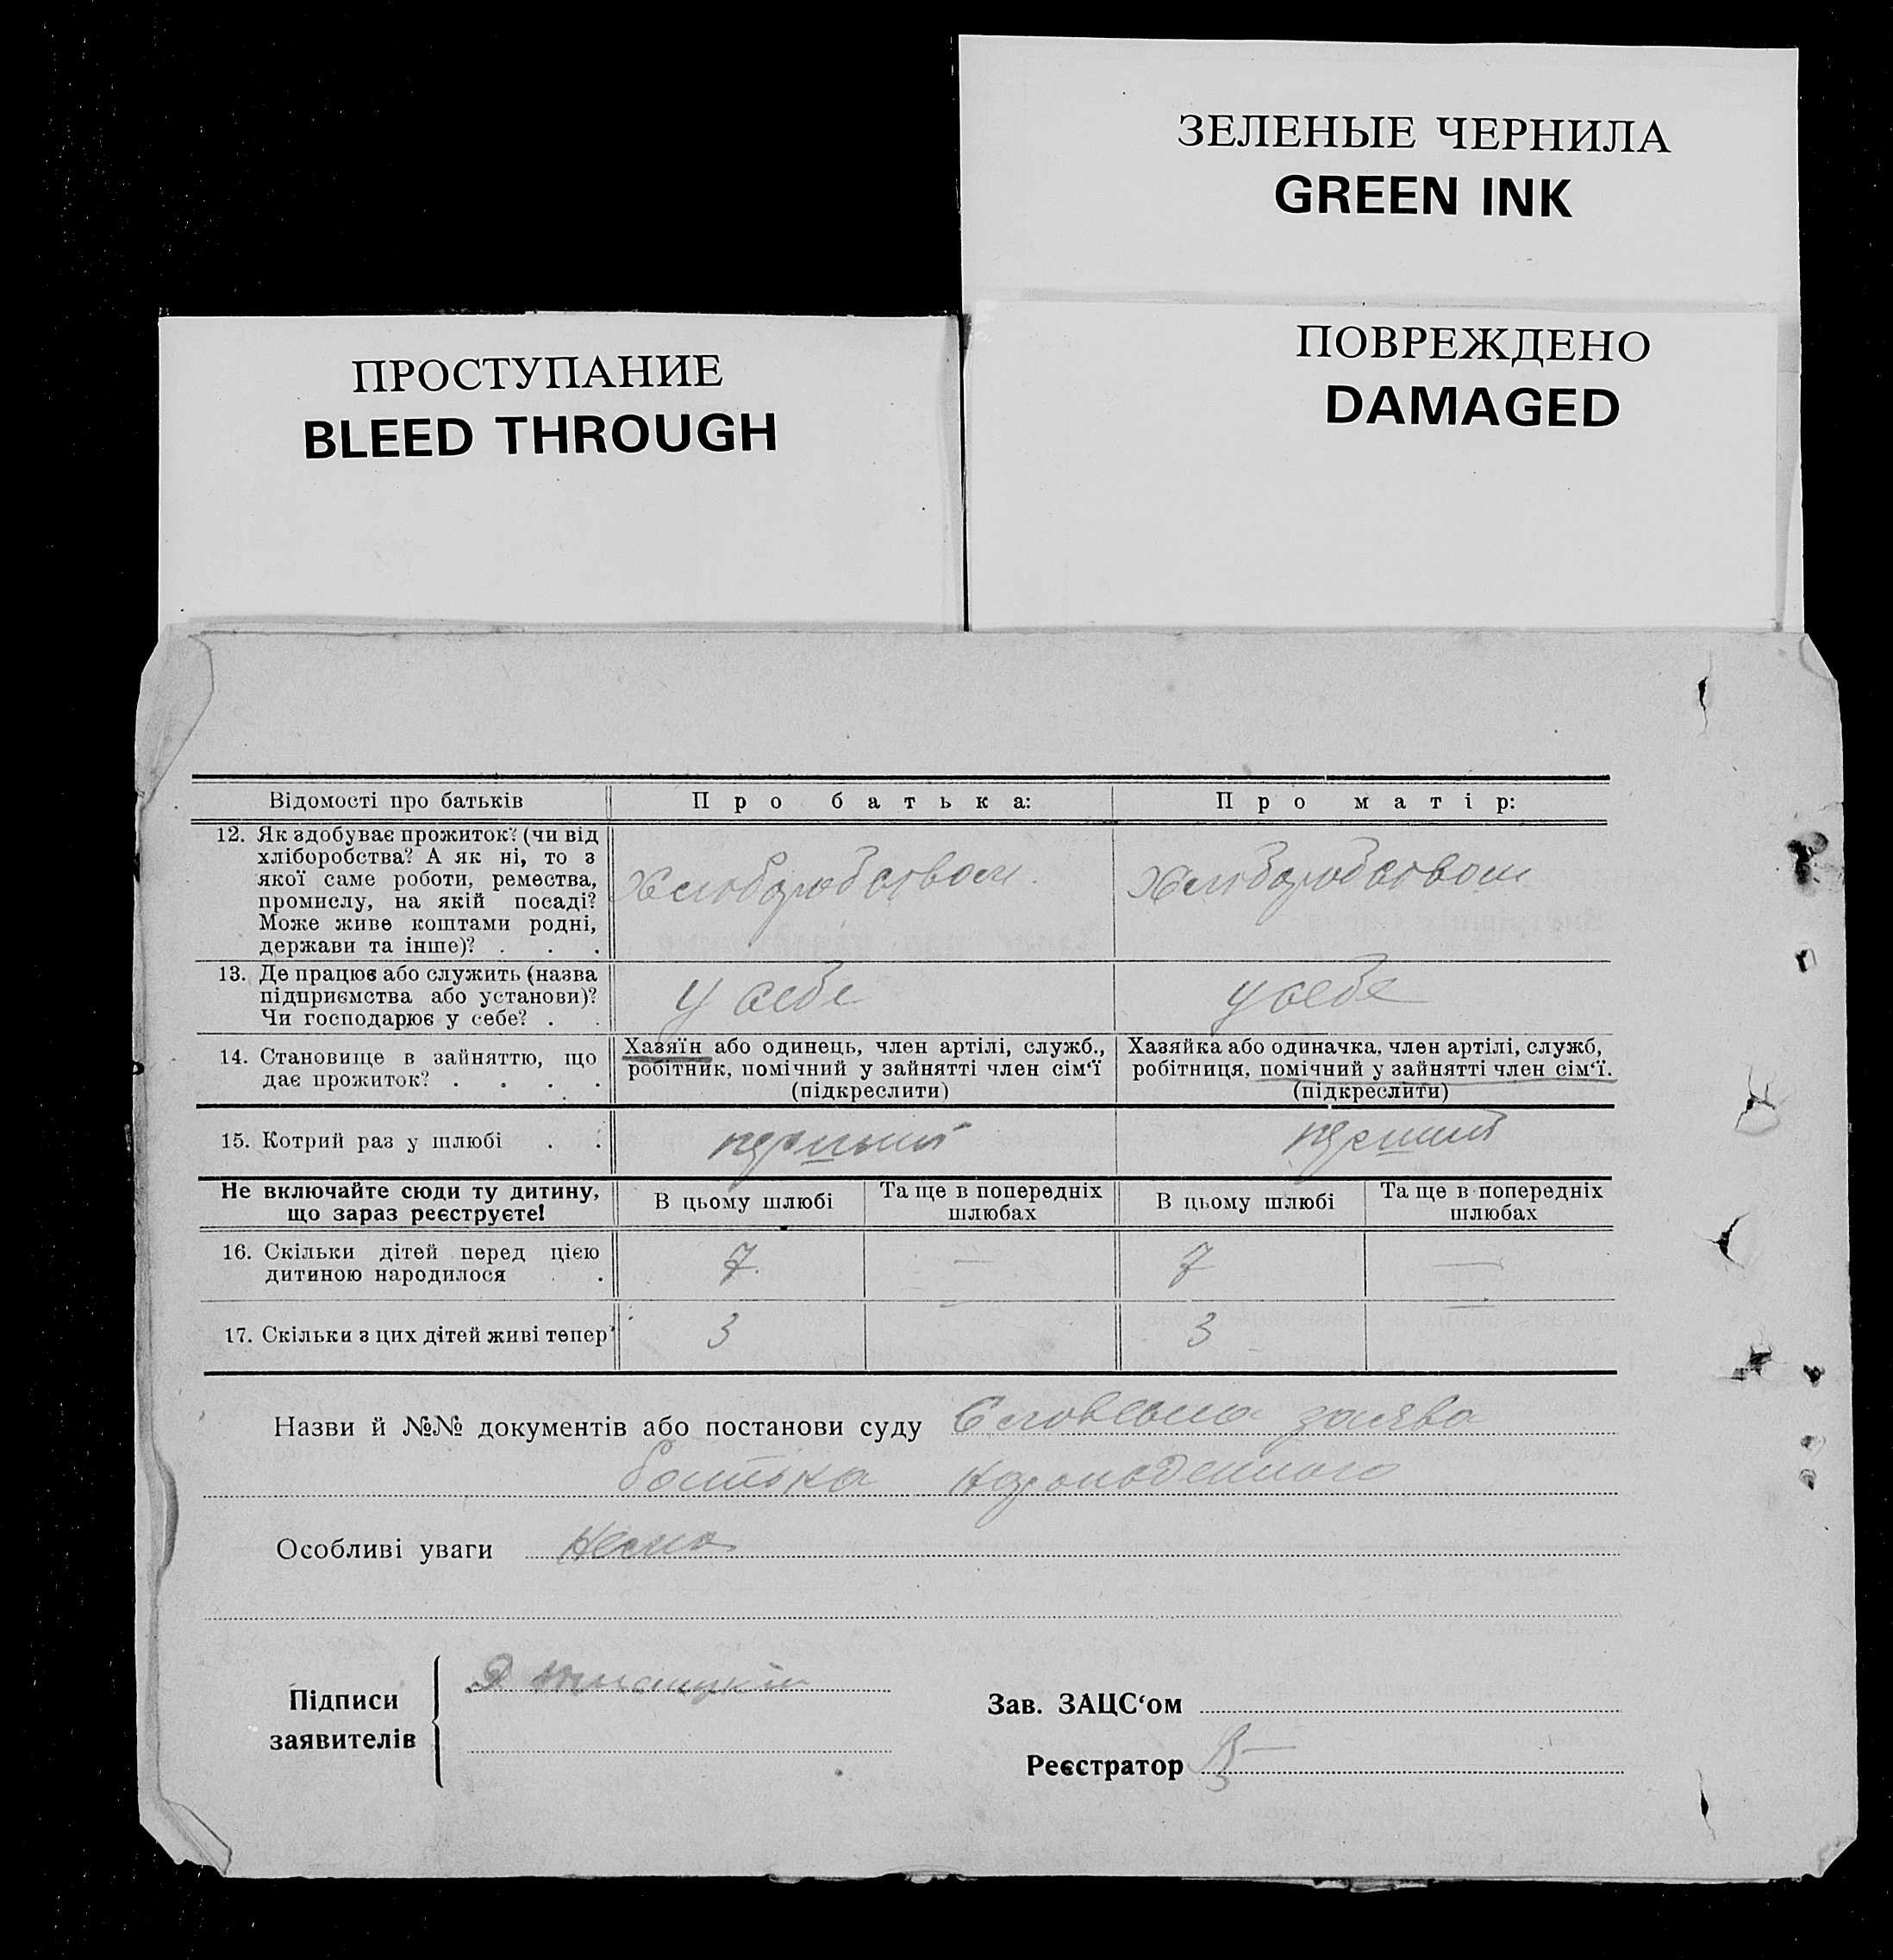 ЗЕЛЕНЫЕ ЧЕРНИЛА
GREEN INK
ПОВРЕЖДЕНО
DAMAGED
ПРОСТУПАНИЕ
BLEED THROUGH
Відомості про батьків
Про батька:
Про матір:
12. Як здобуває прожиток? (чи від
хліборобства? А як ні, то з
якої саме роботи, ремества,
промислу, на якій посаді?
Може живе коштами родні,
держави та інше)? . . .
Хліборобством
Хліборобством
13. Де працює або служить (назва
підприємства або установи)?
Чи господарює у себе? . .
у себе
у себе
14. Становище в зайняттю, що
дає прожиток? . . . .
Хазяїн або одинець, член артілі, служб.,
робітник, помічний у зайнятті член сім'ї
(підкреслити)
Хазяйка або одиначка, член артілі, служб,
робітниця, помічний у зайнятті член сім'ї.
(підкреслити)
15. Котрий раз у шлюбі . .
перший
перший
Не включайте сюди ту дитину,
що зараз реєструєте!
В цьому шлюбі
Та ще в попередніх
шлюбах
В цьому шлюбі
Та ще в попередніх
шлюбах
16. Скільки дітей перед цією
дитиною народилося .
7
—
7
—
17. Скільки з цих дітей живі тепер
3
3
Назви й №№ документів або постанови суду Словесна заява
батька народженного
Особливі уваги Нема
Підписи
заявителів
Зав. ЗАЦС'ом
Реєстратор